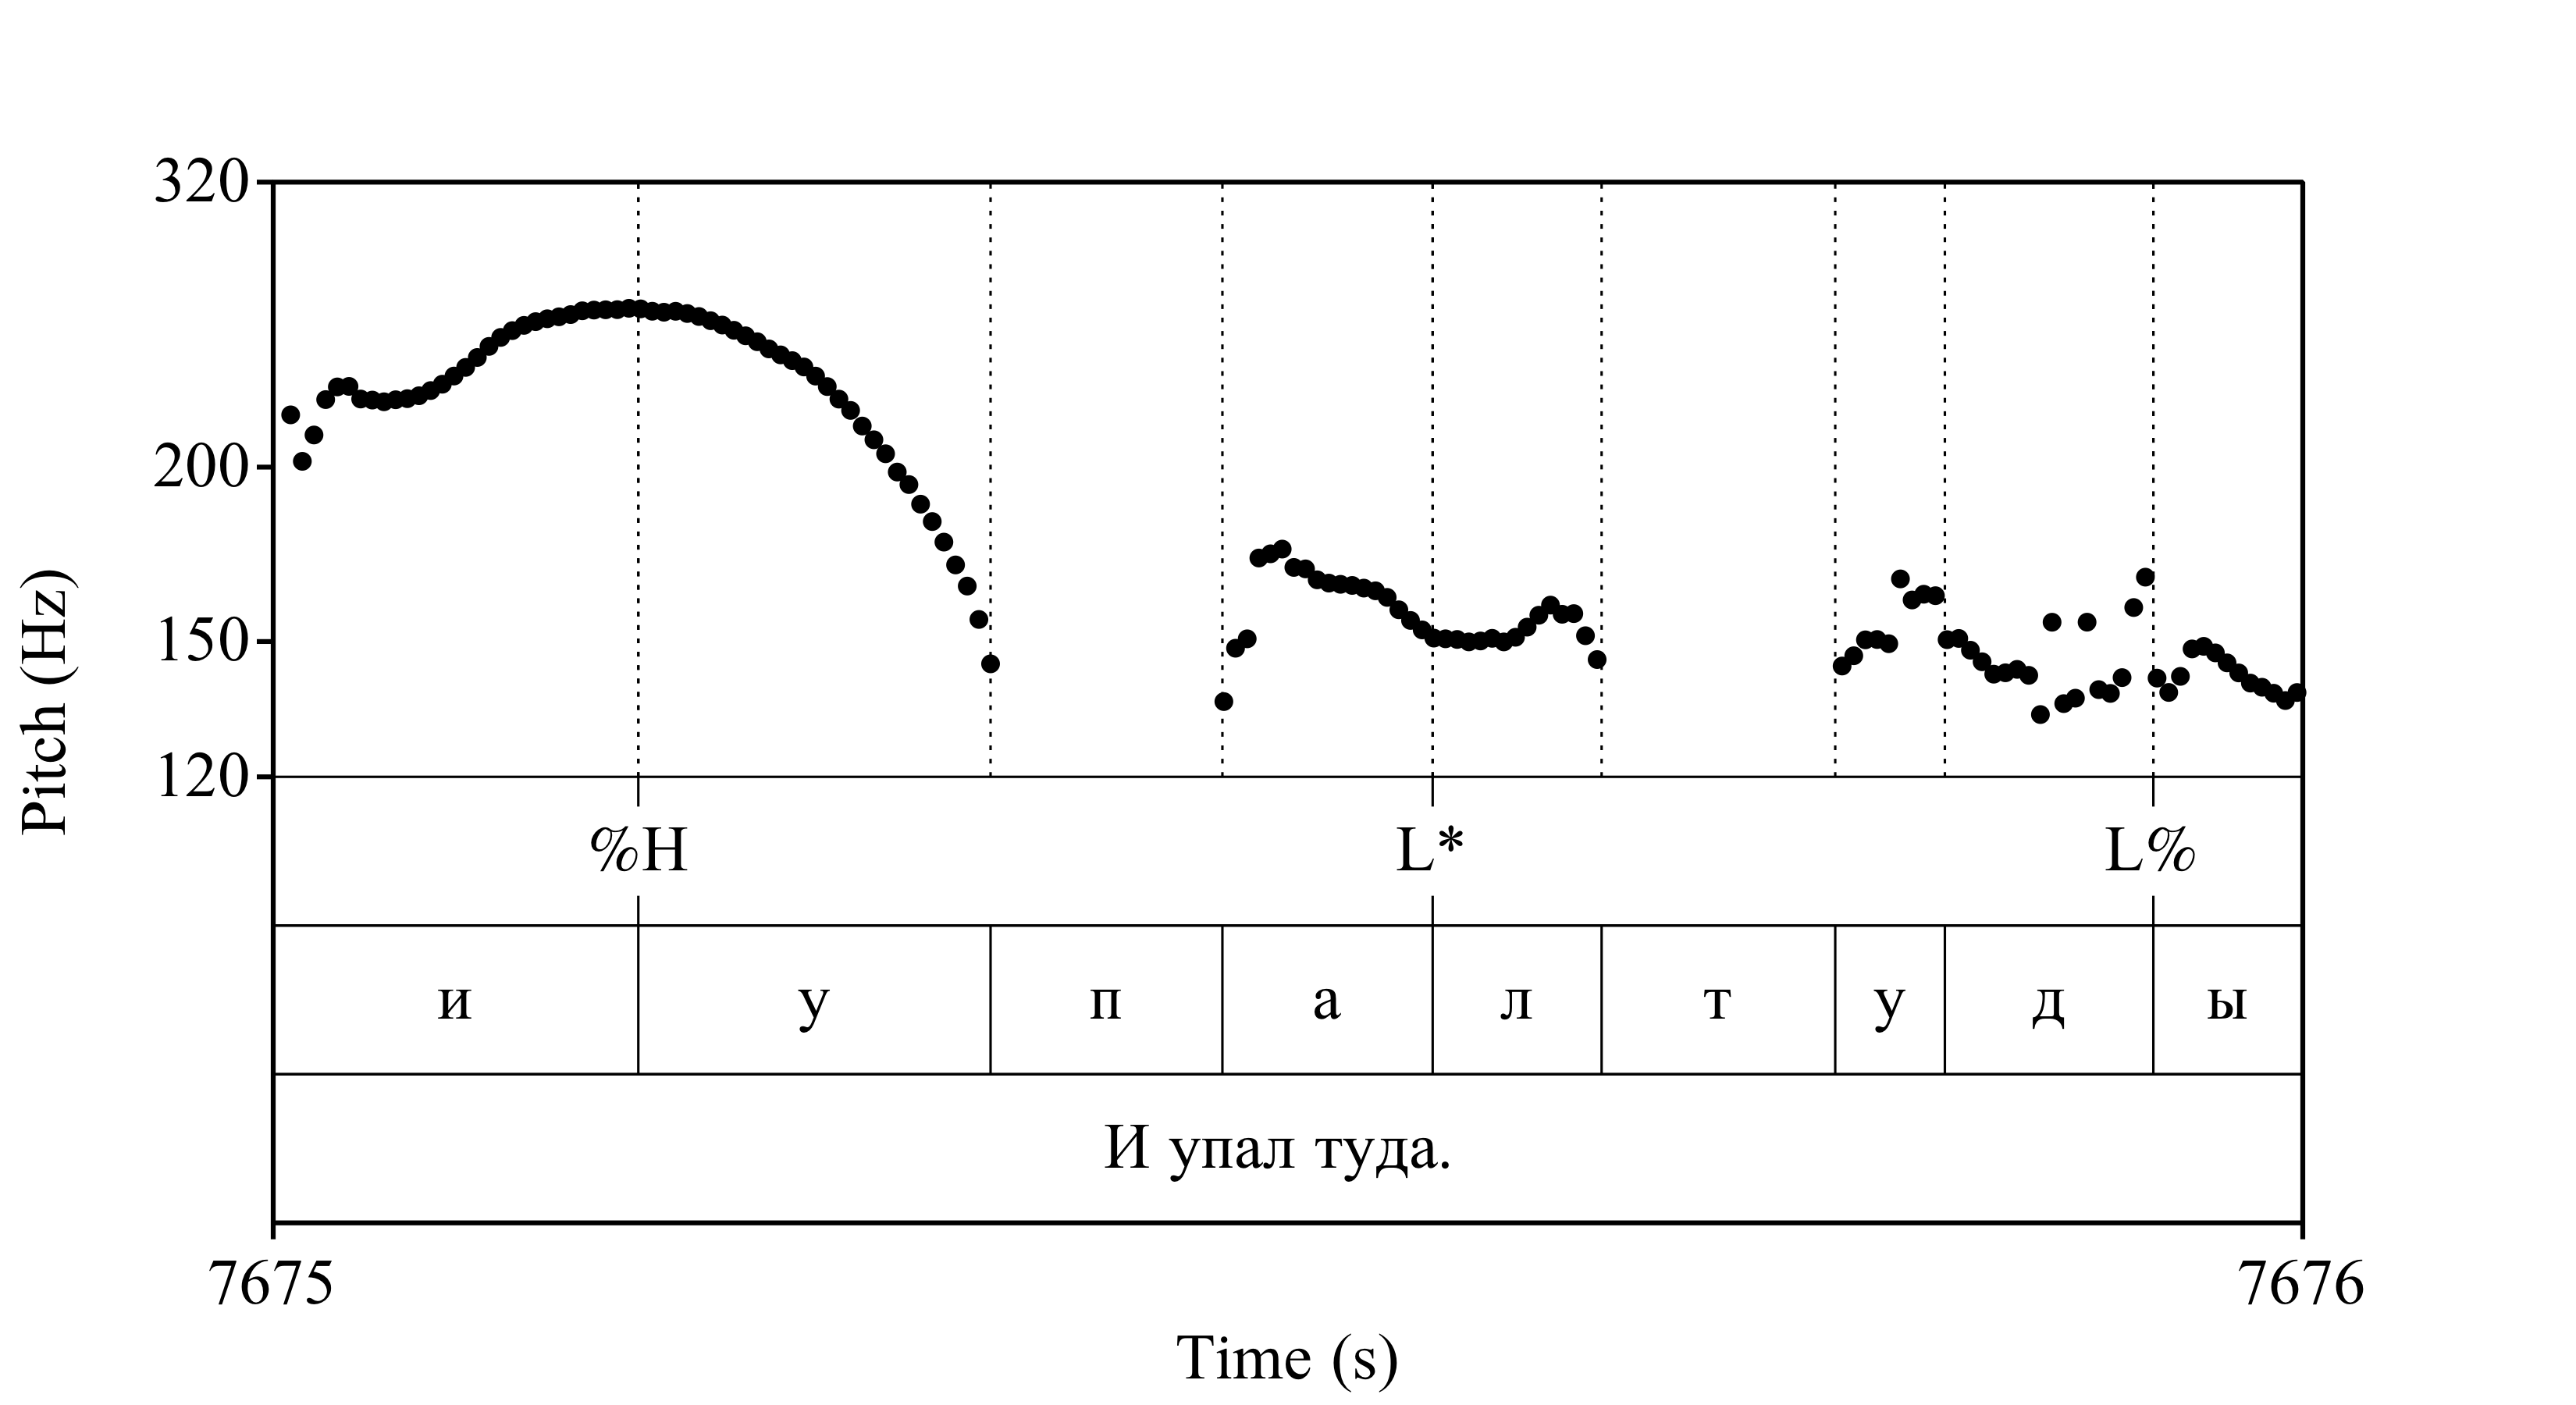 320
200
150
120
Pitch (Hz)
%H L* L%
и у п а л т у д ы
И упал туда.
7675 7676
Time (s)